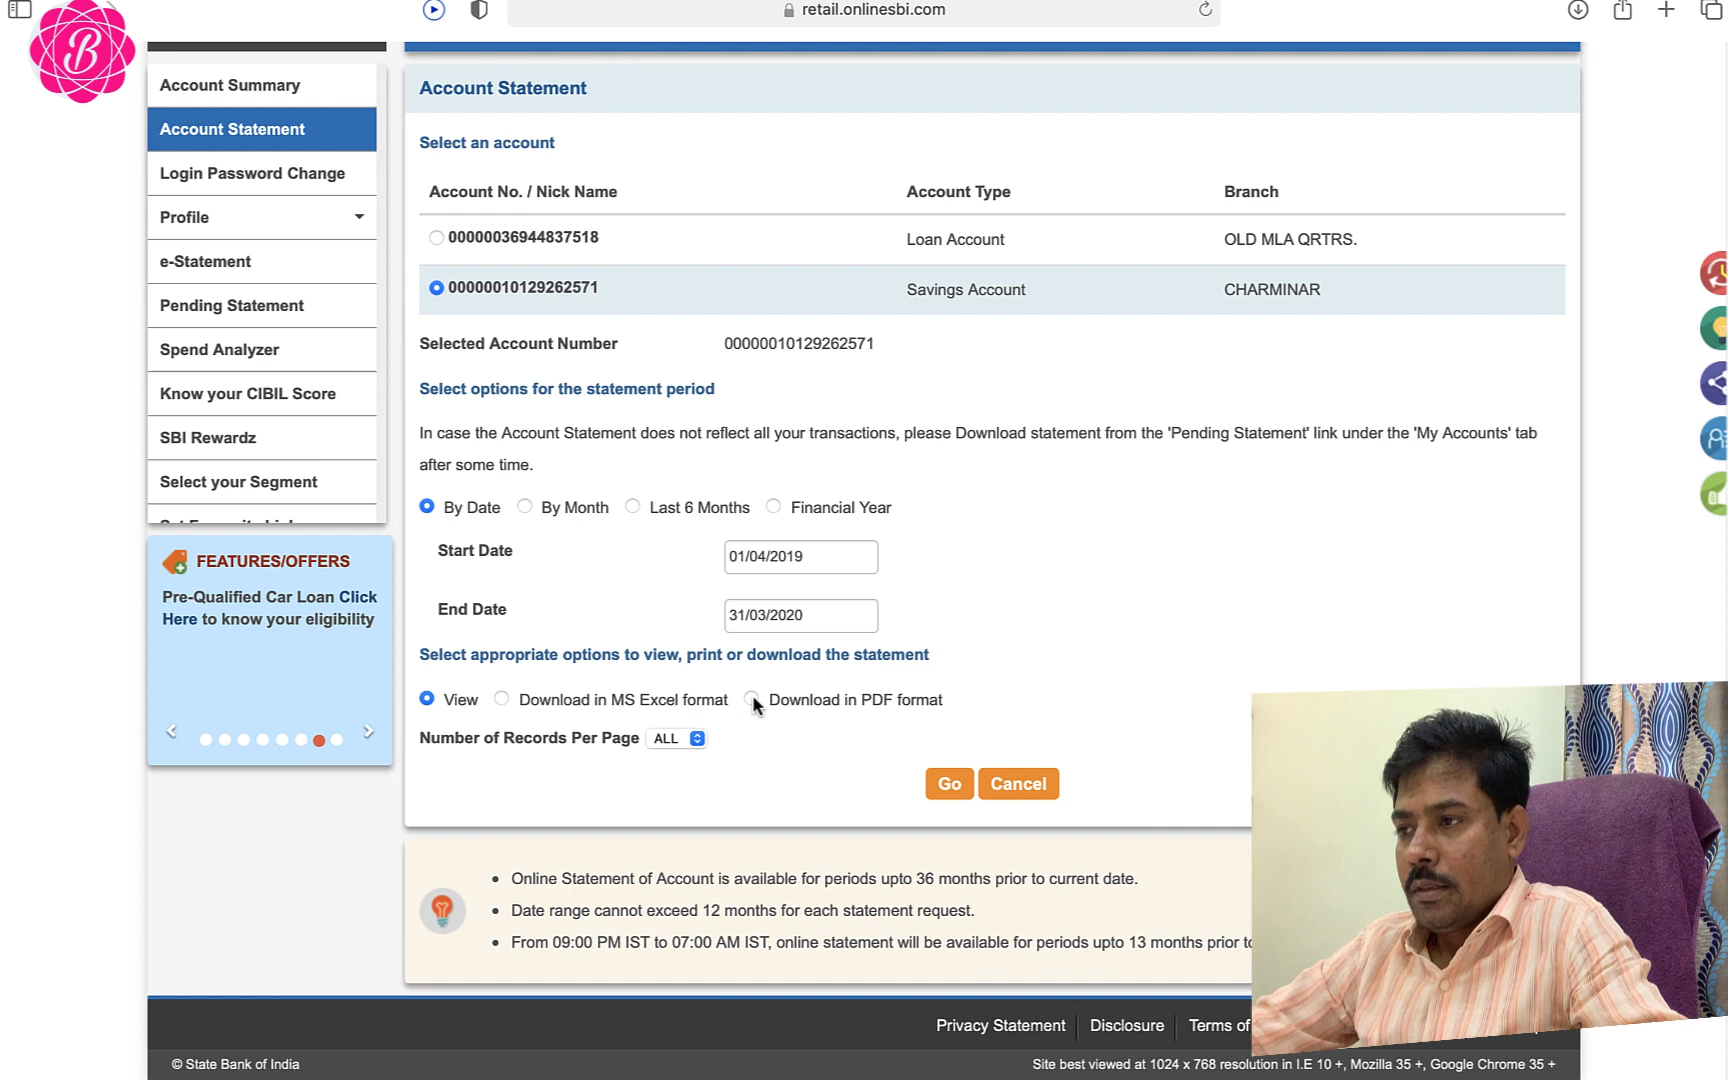 retail.onlinesbi.com
B
Account Summary
Account Statement
Login Password Change
Profile
e-Statement
Pending Statement
Spend Analyzer
Know your CIBIL Score
SBI Rewardz
Select your Segment
FEATURES/OFFERS
Pre-Qualified Car Loan Click
Here to know your eligibility
Account Statement
Select an account
Account No. / Nick Name Account Type Branch
00000036944837518 Loan Account OLD MLA QRTRS.
00000010129262571 Savings Account CHARMINAR
Selected Account Number 00000010129262571
Select options for the statement period
In case the Account Statement does not reflect all your transactions, please Download statement from the 'Pending Statement' link under the 'My Accounts' tab
after some time.
By Date By Month Last 6 Months Financial Year
Start Date 01/04/2019
End Date 31/03/2020
Select appropriate options to view, print or download the statement
View Download in MS Excel format Download in PDF format
Number of Records Per Page ALL
Go Cancel
• Online Statement of Account is available for periods upto 36 months prior to current date.
• Date range cannot exceed 12 months for each statement request.
• From 09:00 PM IST to 07:00 AM IST, online statement will be available for periods upto 13 months prior to
Privacy Statement Disclosure Terms of
© State Bank of India
Site best viewed at 1024 x 768 resolution in I.E 10 +, Mozilla 35 +, Google Chrome 35 +